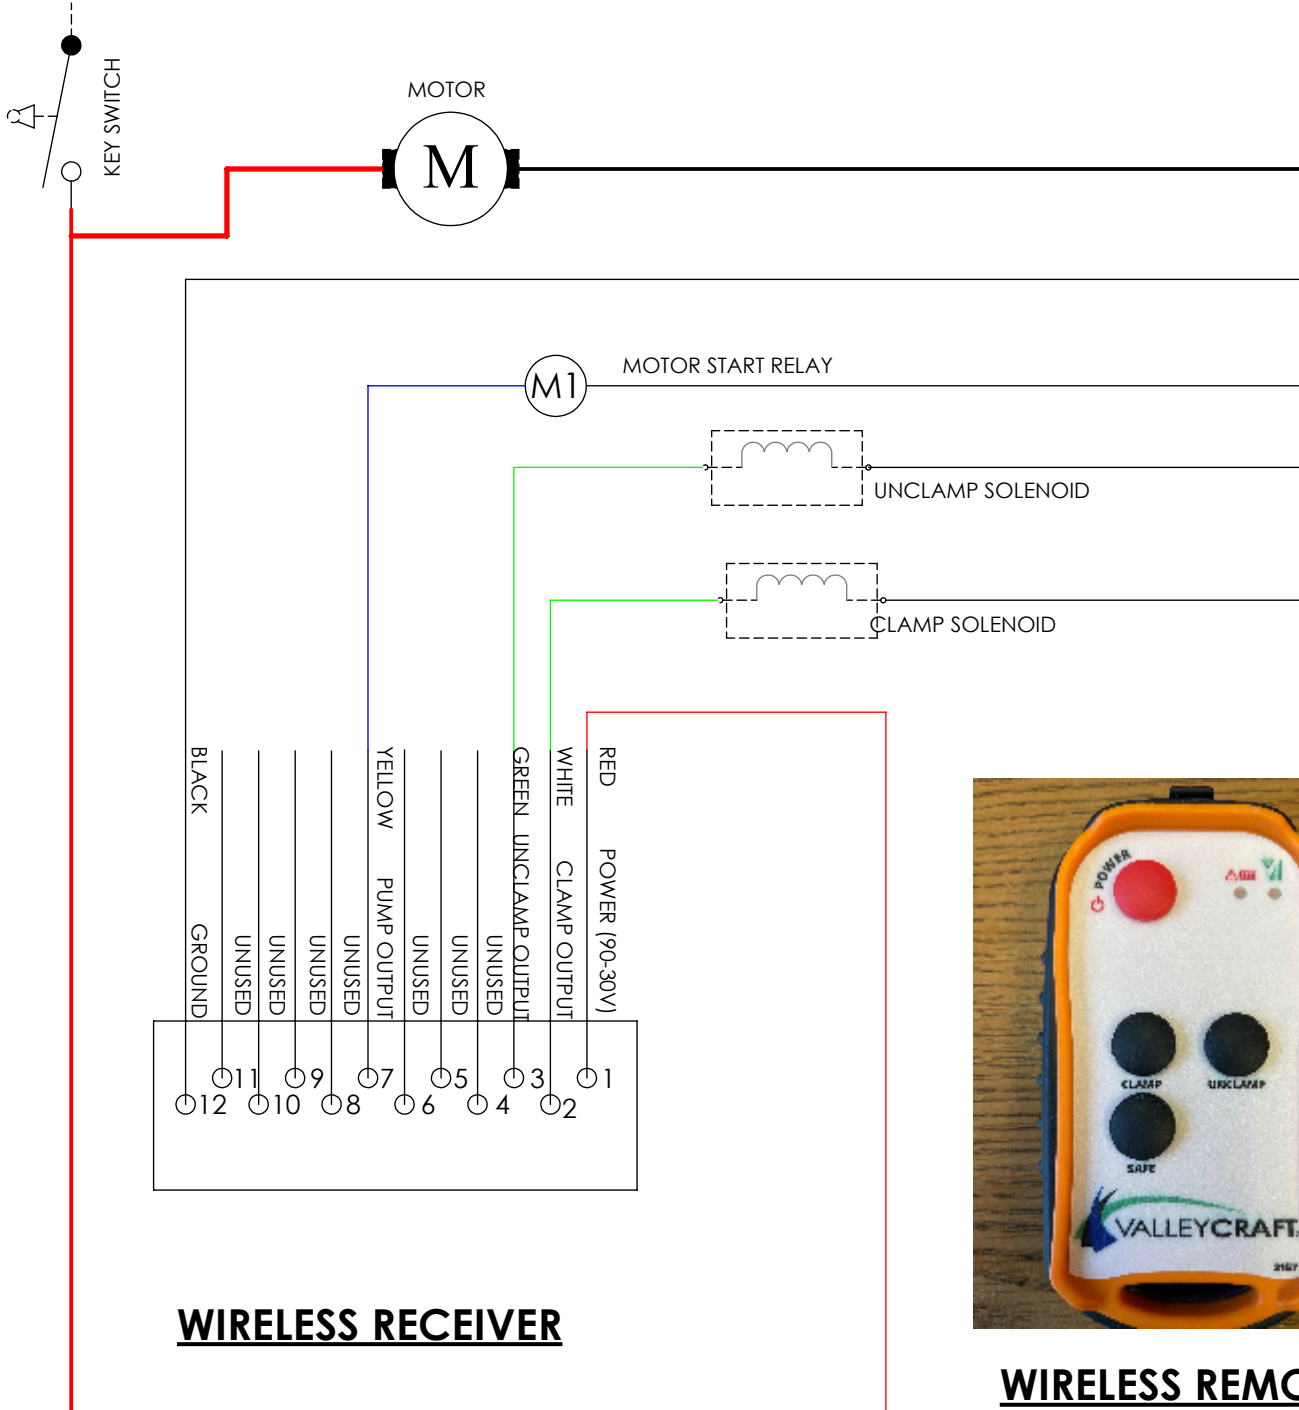 KEY SWITCH
MOTOR
M
M1
MOTOR START RELAY
UNCLAMP SOLENOID
CLAMP SOLENOID
BLACK GROUND
UNUSED
UNUSED
UNUSED
UNUSED
YELLOW PUMP OUTPUT
UNUSED
UNUSED
UNUSED
GREEN UNCLAMP OUTPUT
WHITE CLAMP OUTPUT
RED POWER (90-30V)
11 9 7 5 3 1
12 10 8 6 4 2
WIRELESS RECEIVER
POWER
CLAMP UNCLAMP
SAFE
VALLEYCRAFT
WIRELESS REMO